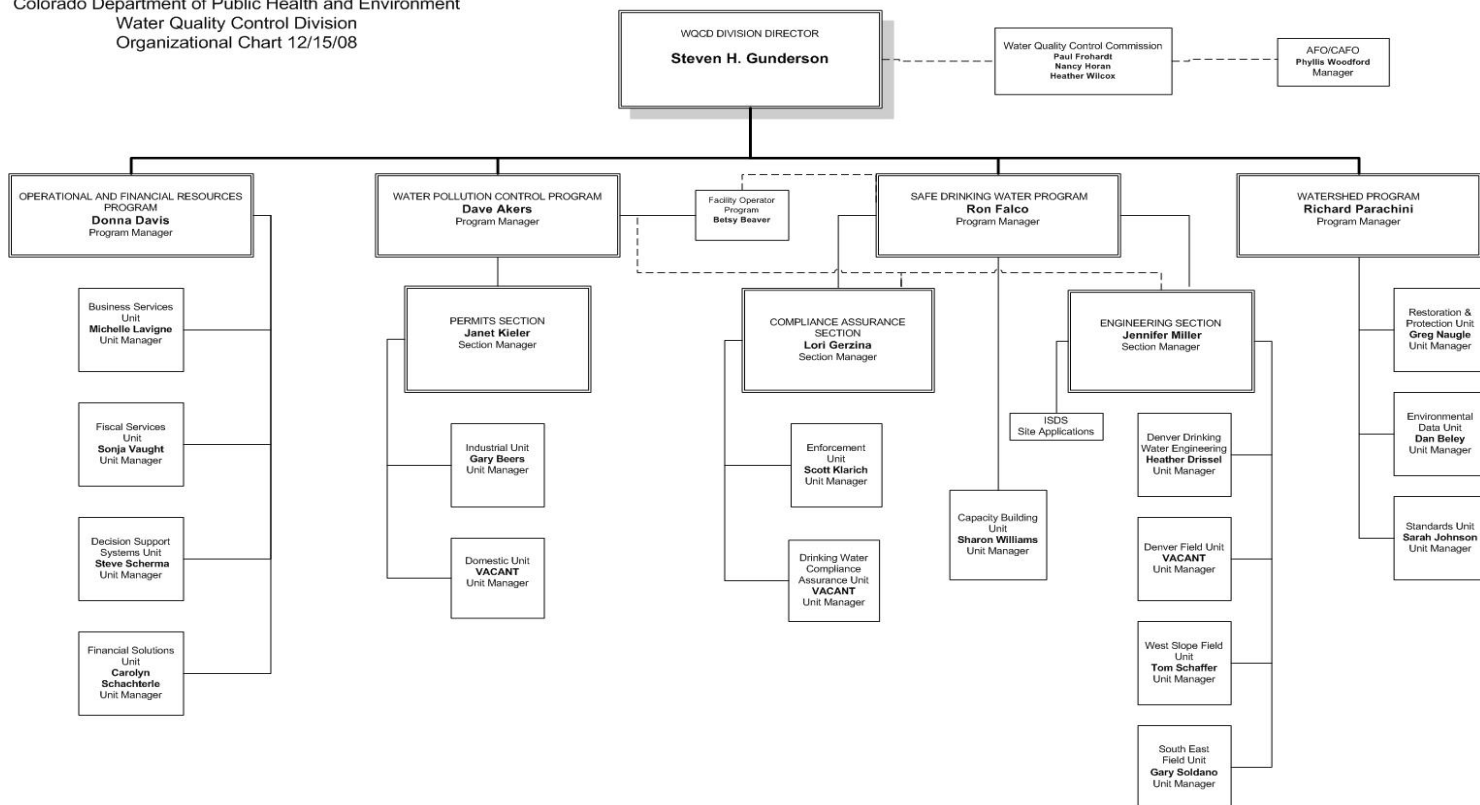 Colorado Department of Public Health and Environment
Water Quality Control Division
Organizational Chart 12/15/08
WQCD DIVISION DIRECTOR
Steven H. Gunderson
Water Quality Control Commission
Paul Frohardt
Nancy Horan
Heather Wilcox
AFO/CAFO
Phyllis Woodford
Manager
OPERATIONAL AND FINANCIAL RESOURCES
PROGRAM
Donna Davis
Program Manager
WATER POLLUTION CONTROL PROGRAM
Dave Akers
Program Manager
Facility Operator
Program
Betsy Beaver
SAFE DRINKING WATER PROGRAM
Ron Falco
Program Manager
WATERSHED PROGRAM
Richard Parachini
Program Manager
Business Services
Unit
Michelle Lavigne
Unit Manager
Fiscal Services
Unit
Sonja Vaught
Unit Manager
Decision Support
Systems Unit
Steve Scherma
Unit Manager
Financial Solutions
Unit
Carolyn
Schachterle
Unit Manager
PERMITS SECTION
Janet Kieler
Section Manager
Industrial Unit
Gary Beers
Unit Manager
Domestic Unit
VACANT
Unit Manager
COMPLIANCE ASSURANCE
SECTION
Lori Gerzina
Section Manager
Enforcement
Unit
Scott Klarich
Unit Manager
Drinking Water
Compliance
Assurance Unit
VACANT
Unit Manager
Capacity Building
Unit
Sharon Williams
Unit Manager
ENGINEERING SECTION
Jennifer Miller
Section Manager
ISDS
Site Applications
Denver Drinking
Water Engineering
Heather Drissel
Unit Manager
Denver Field Unit
VACANT
Unit Manager
West Slope Field
Unit
Tom Schaffer
Unit Manager
South East
Field Unit
Gary Soldano
Unit Manager
Restoration &
Protection Unit
Greg Naugle
Unit Manager
Environmental
Data Unit
Dan Beley
Unit Manager
Standards Unit
Sarah Johnson
Unit Manager